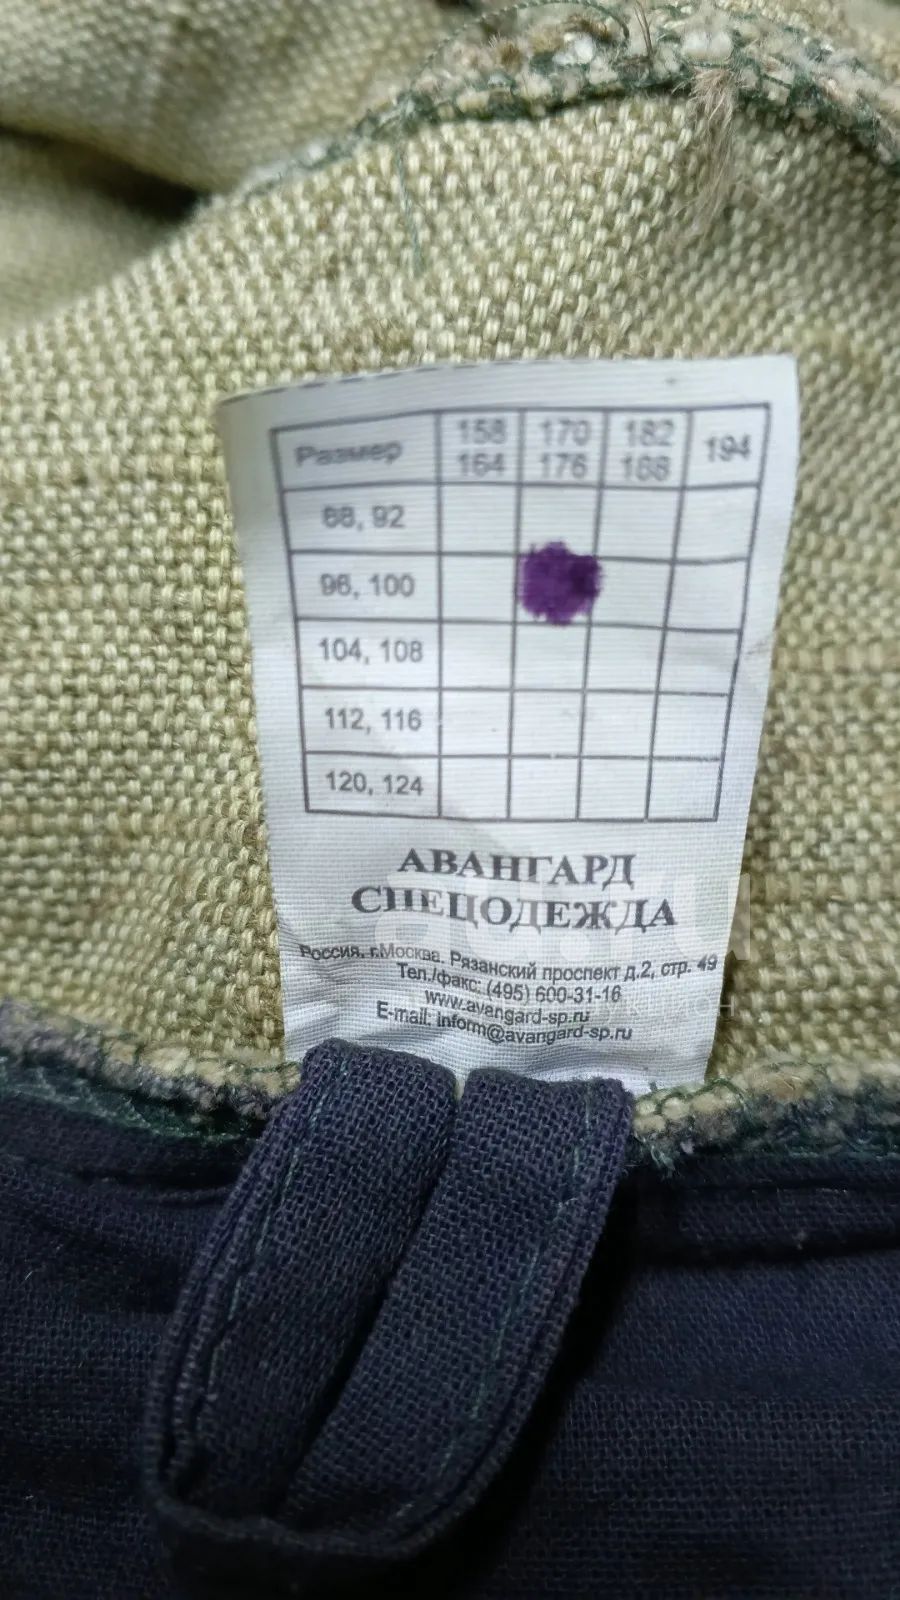 Размер 158 170 182 194
164 176 188
88, 92
96, 100
104, 108
112, 116
120, 124
АВАНГАРД
СПЕЦОДЕЖДА
Россия, г.Москва, Рязанский проспект д.2, стр. 49
Тел./факс: (495) 600-31-16
www.avangard-sp.ru
E-mail: inform@avangard-sp.ru